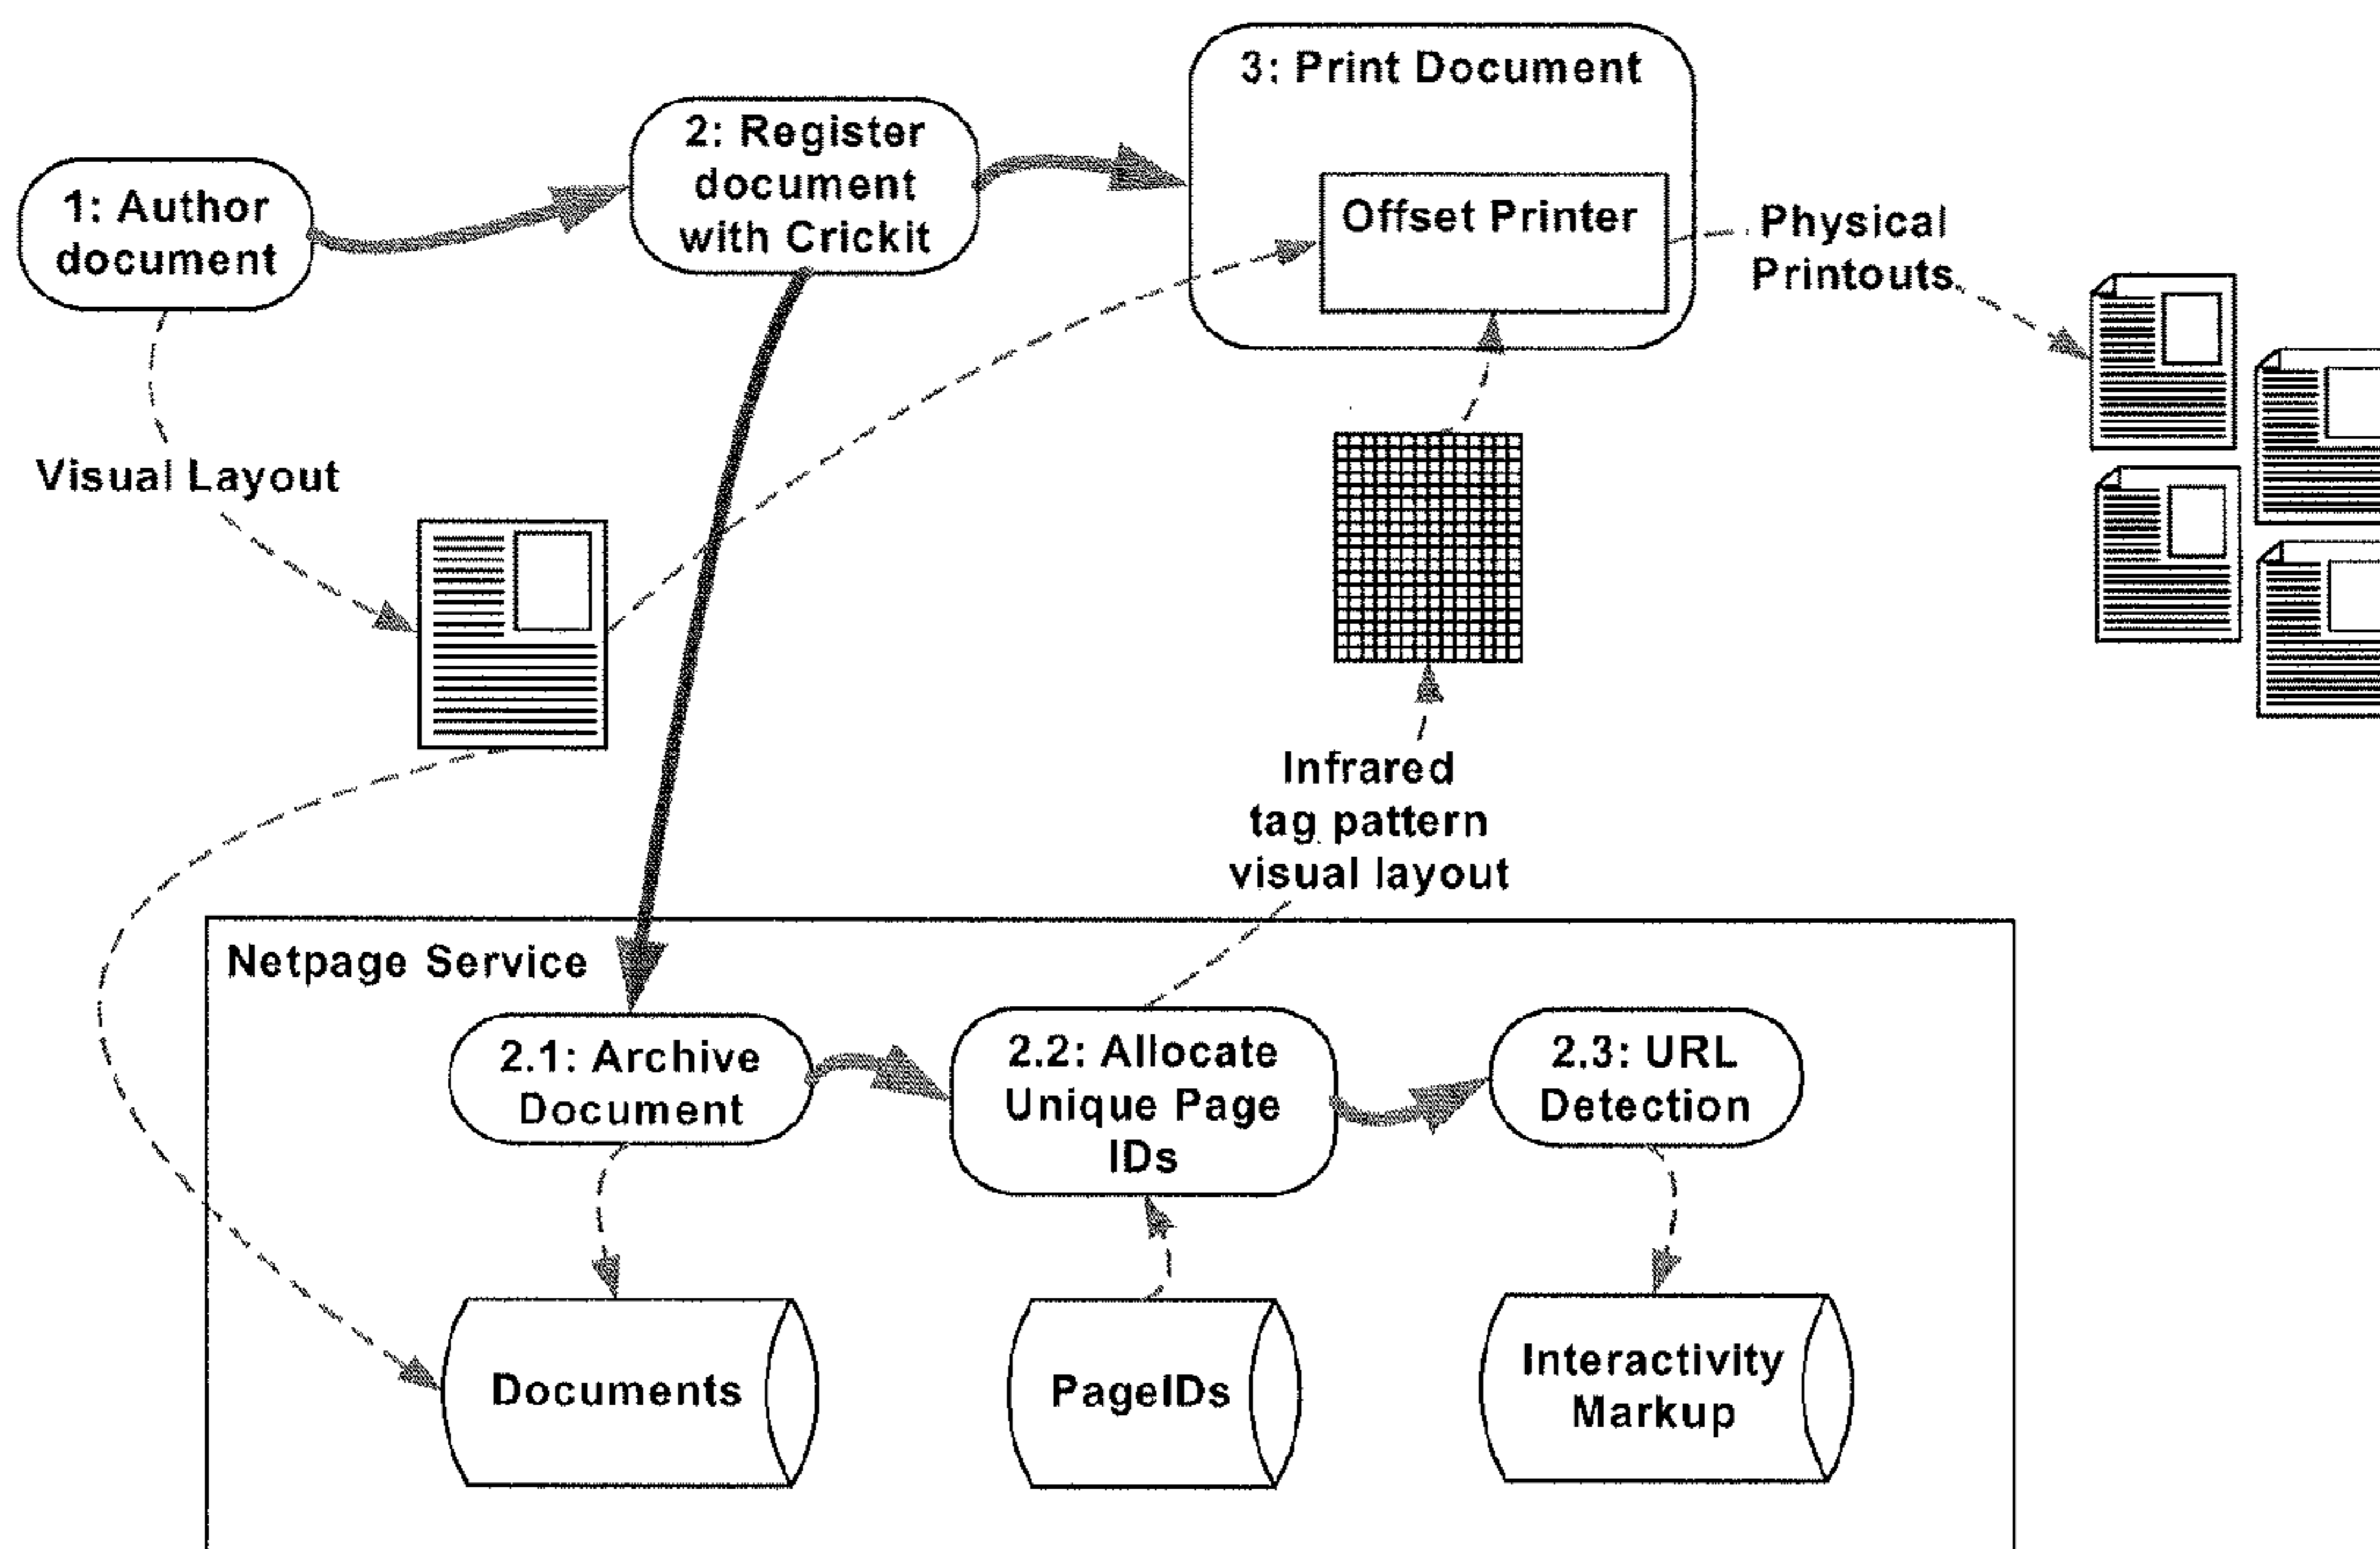 3: Print Document
2: Register
document
with Crickit
1: Author
document
Offset Printer
Physical
Printouts
Visual Layout
Infrared
tag pattern
visual layout
Netpage Service
2.1: Archive
Document
2.2: Allocate
Unique Page
IDs
2.3: URL
Detection
Documents
PageIDs
Interactivity
Markup